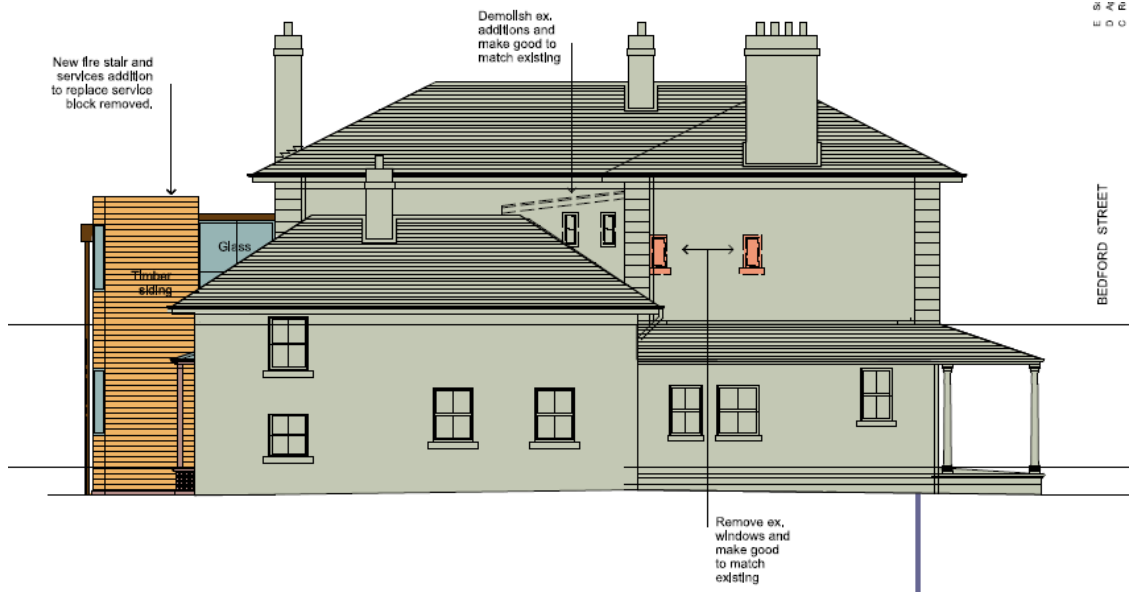 Demolish ex.
additions and
make good to
match existing
New fire stair and
services addition
to replace service
block removed.
Glass
Timber
siding
BEDFORD STREET
Remove ex.
windows and
make good
to match
existing
E
D
C